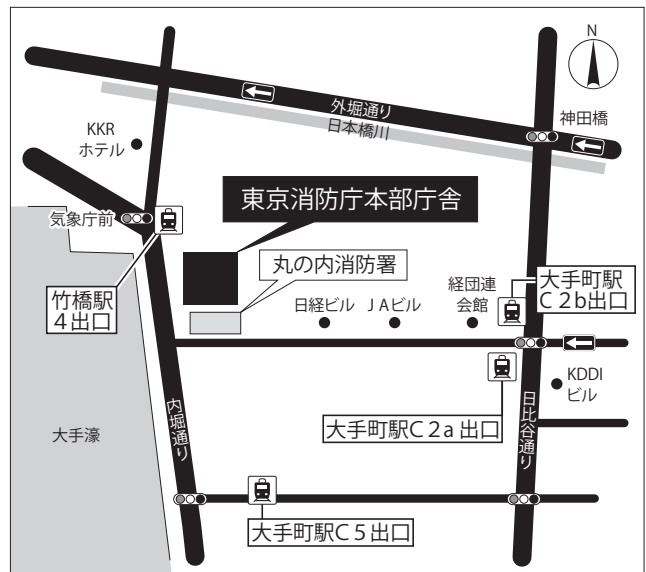 N
外堀通り
日本橋川
神田橋
KKR
ホテル
気象庁前
東京消防庁本部庁舎
丸の内消防署
竹橋駅
4出口
日経ビル
JAビル
経団連
会館
大手町駅
C2b出口
KDDI
ビル
大手町駅C2a出口
大手濠
内堀通り
日比谷通り
大手町駅C5出口